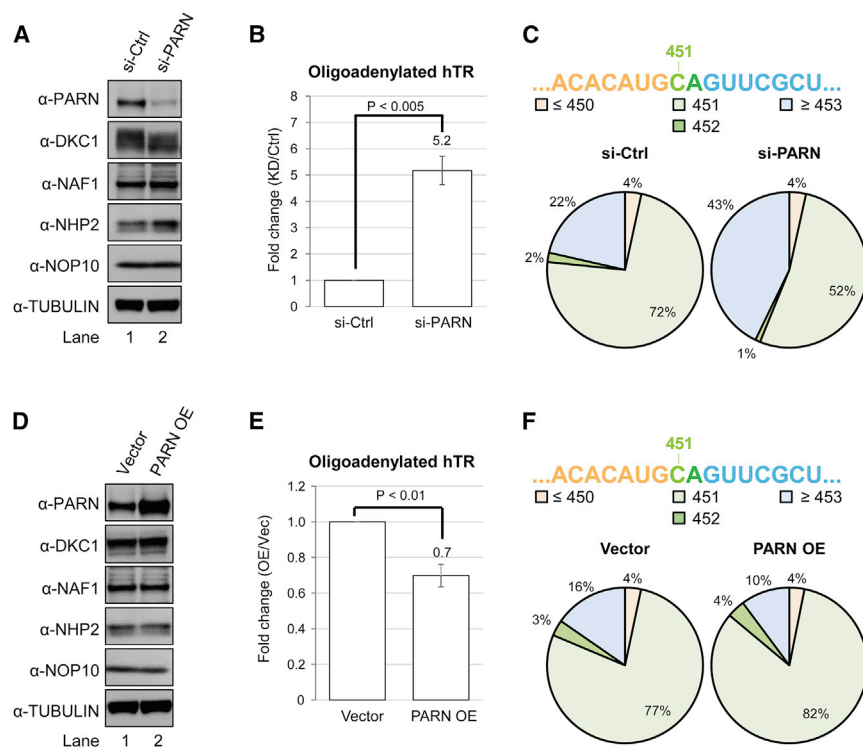 A
si-Ctrl
si-PARN
α-PARN
α-DKC1
α-NAF1
α-NHP2
α-NOP10
α-TUBULIN
Lane 1 2
B
Oligoadenylated hTR
Fold change (KD/Ctrl)
8
7
6
5
4
3
2
1
0
P < 0.005
5.2
si-Ctrl si-PARN
C
451
...ACACAUGCAGUUCGCU...
≤ 450 451 ≥ 453
452
si-Ctrl si-PARN
4%
22%
2%
72%
4%
43%
52%
1%
D
Vector
PARN OE
α-PARN
α-DKC1
α-NAF1
α-NHP2
α-NOP10
α-TUBULIN
Lane 1 2
E
Oligoadenylated hTR
Fold change (OE/Vec)
1.2
1.0
0.8
0.6
0.4
0.2
0
P < 0.01
0.7
Vector PARN OE
F
451
...ACACAUGCAGUUCGCU...
≤ 450 451 ≥ 453
452
Vector PARN OE
4%
16%
3%
77%
4%
10%
4%
82%